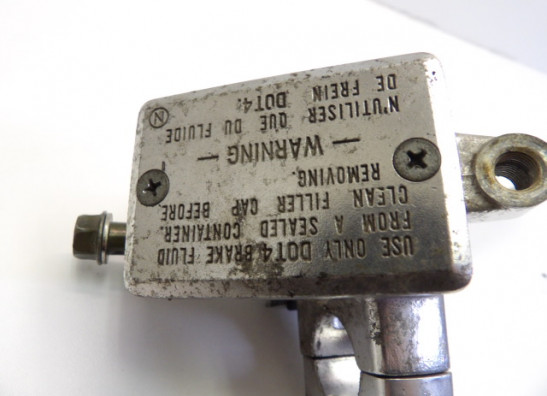 USE ONLY DOT4 BRAKE FLUID
FROM A SEALED CONTAINER.
CLEAN FILLER CAP BEFORE
REMOVING.
— WARNING —
N'UTILISER QUE DU FLUIDE
DE FREIN DOT4.
N